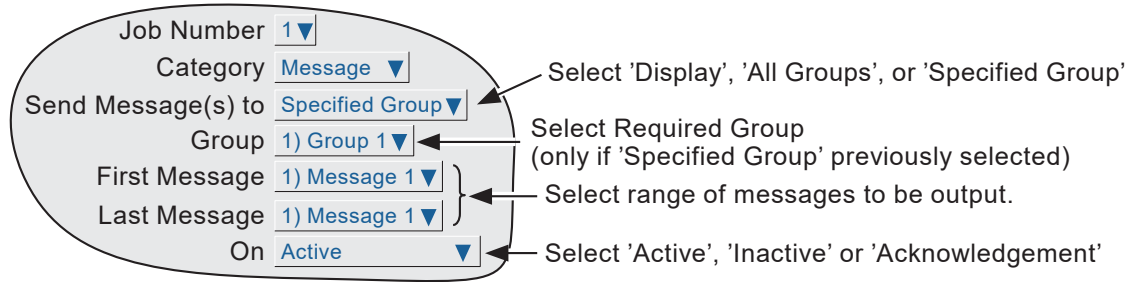 Job Number 1
Category Message
Select ’Display’, ’All Groups’, or ’Specified Group’
Send Message(s) to Specified Group
Group 1) Group 1
Select Required Group
(only if ’Specified Group’ previously selected)
First Message 1) Message 1
Select range of messages to be output.
Last Message 1) Message 1
On Active
Select ’Active’, ’Inactive’ or ’Acknowledgement’